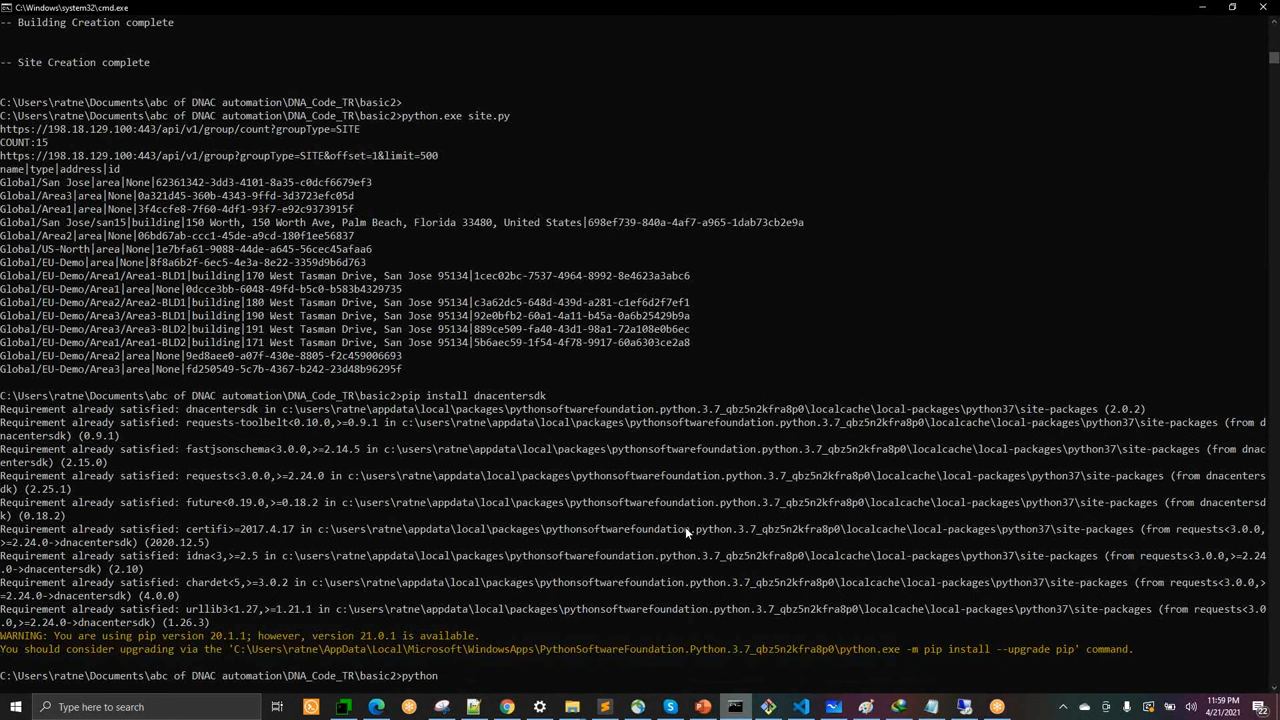 C:\Windows\system32\cmd.exe
-- Building Creation complete
-- Site Creation complete
C:\Users\ratne\Documents\abc of DNAC automation\DNA_Code_TR\basic2>
C:\Users\ratne\Documents\abc of DNAC automation\DNA_Code_TR\basic2>python.exe site.py
https://198.18.129.100:443/api/v1/group/count?groupType=SITE
COUNT:15
https://198.18.129.100:443/api/v1/group?groupType=SITE&offset=1&limit=500
name|type|address|id
Global/San Jose|area|None|62361342-3dd3-4101-8a35-c0dcf6679ef3
Global/Area3|area|None|0a321d45-360b-4343-9ffd-3d3723efc05d
Global/Area1|area|None|3f4ccfe8-7f60-4df1-93f7-e92c9373915f
Global/San Jose/san15|building|150 Worth, 150 Worth Ave, Palm Beach, Florida 33480, United States|698ef739-840a-4af7-a965-1dab73cb2e9a
Global/Area2|area|None|06bd67ab-ccc1-45de-a9cd-180f1ee56837
Global/US-North|area|None|1e7bfa61-9088-44de-a645-56cec45afaa6
Global/EU-Demo|area|None|8f8a6b2f-6ec5-4e3a-8e22-3359d9b6d763
Global/EU-Demo/Area1/Area1-BLD1|building|170 West Tasman Drive, San Jose 95134|1cec02bc-7537-4964-8992-8e4623a3abc6
Global/EU-Demo/Area1|area|None|0dcce3bb-6048-49fd-b5c0-b583b4329735
Global/EU-Demo/Area2/Area2-BLD1|building|180 West Tasman Drive, San Jose 95134|c3a62dc5-648d-439d-a281-c1ef6d2f7ef1
Global/EU-Demo/Area3/Area3-BLD1|building|190 West Tasman Drive, San Jose 95134|92e0bfb2-60a1-4a11-b45a-0a6b25429b9a
Global/EU-Demo/Area3/Area3-BLD2|building|191 West Tasman Drive, San Jose 95134|889ce509-fa40-43d1-98a1-72a108e0b6ec
Global/EU-Demo/Area1/Area1-BLD2|building|171 West Tasman Drive, San Jose 95134|5b6aec59-1f54-4f78-9917-60a6303ce2a8
Global/EU-Demo/Area2|area|None|9ed8aee0-a07f-430e-8805-f2c459006693
Global/EU-Demo/Area3|area|None|fd250549-5c7b-4367-b242-23d48b96295f
C:\Users\ratne\Documents\abc of DNAC automation\DNA_Code_TR\basic2>pip install dnacentersdk
Requirement already satisfied: dnacentersdk in c:\users\ratne\appdata\local\packages\pythonsoftwarefoundation.python.3.7_qbz5n2kfra8p0\localcache\local-packages\python37\site-packages (2.0.2)
Requirement already satisfied: requests-toolbelt<0.10.0,>=0.9.1 in c:\users\ratne\appdata\local\packages\pythonsoftwarefoundation.python.3.7_qbz5n2kfra8p0\localcache\local-packages\python37\site-packages (from d
nacentersdk) (0.9.1)
Requirement already satisfied: fastjsonschema<3.0.0,>=2.14.5 in c:\users\ratne\appdata\local\packages\pythonsoftwarefoundation.python.3.7_qbz5n2kfra8p0\localcache\local-packages\python37\site-packages (from dnac
entersdk) (2.15.0)
Requirement already satisfied: requests<3.0.0,>=2.24.0 in c:\users\ratne\appdata\local\packages\pythonsoftwarefoundation.python.3.7_qbz5n2kfra8p0\localcache\local-packages\python37\site-packages (from dnacenters
dk) (2.25.1)
Requirement already satisfied: future<0.19.0,>=0.18.2 in c:\users\ratne\appdata\local\packages\pythonsoftwarefoundation.python.3.7_qbz5n2kfra8p0\localcache\local-packages\python37\site-packages (from dnacentersd
k) (0.18.2)
Requirement already satisfied: certifi>=2017.4.17 in c:\users\ratne\appdata\local\packages\pythonsoftwarefoundation.python.3.7_qbz5n2kfra8p0\localcache\local-packages\python37\site-packages (from requests<3.0.0,
>=2.24.0->dnacentersdk) (2020.12.5)
Requirement already satisfied: idna<3,>=2.5 in c:\users\ratne\appdata\local\packages\pythonsoftwarefoundation.python.3.7_qbz5n2kfra8p0\localcache\local-packages\python37\site-packages (from requests<3.0.0,>=2.24
.0->dnacentersdk) (2.10)
Requirement already satisfied: chardet<5,>=3.0.2 in c:\users\ratne\appdata\local\packages\pythonsoftwarefoundation.python.3.7_qbz5n2kfra8p0\localcache\local-packages\python37\site-packages (from requests<3.0.0,>
=2.24.0->dnacentersdk) (4.0.0)
Requirement already satisfied: urllib3<1.27,>=1.21.1 in c:\users\ratne\appdata\local\packages\pythonsoftwarefoundation.python.3.7_qbz5n2kfra8p0\localcache\local-packages\python37\site-packages (from requests<3.0
.0,>=2.24.0->dnacentersdk) (1.26.3)
WARNING: You are using pip version 20.1.1; however, version 21.0.1 is available.
You should consider upgrading via the 'C:\Users\ratne\AppData\Local\Microsoft\WindowsApps\PythonSoftwareFoundation.Python.3.7_qbz5n2kfra8p0\python.exe -m pip install --upgrade pip' command.
C:\Users\ratne\Documents\abc of DNAC automation\DNA_Code_TR\basic2>python
Type here to search
11:59 PM
4/21/2021
22